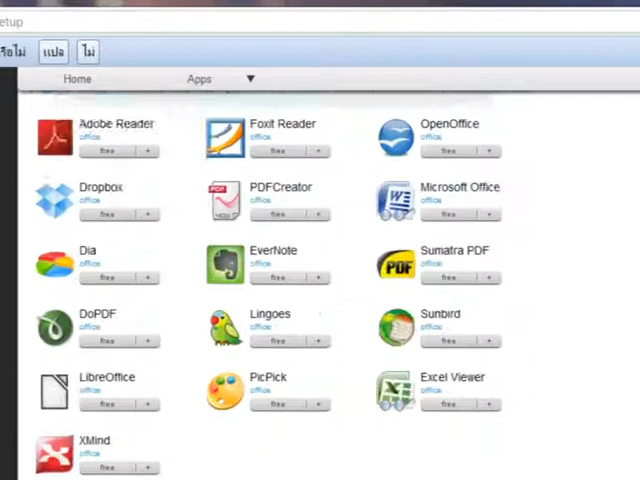 etup
รือไม่ แปล ไม่
Home Apps
Adobe Reader Foxit Reader OpenOffice
office office office
free + free + free +
Dropbox PDFCreator Microsoft Office
office office office
free + free + free +
Dia EverNote Sumatra PDF
office office office
free + free + free +
DoPDF Lingoes Sunbird
office office office
free + free + free +
LibreOffice PicPick Excel Viewer
office office office
free + free + free +
XMind
office
free +